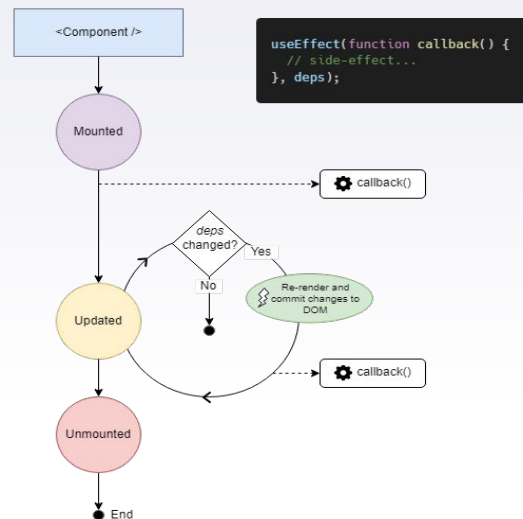 <Component />
useEffect(function callback() {
// side-effect...
}, deps);
Mounted
callback()
deps
changed?
Yes
No
Re-render and
commit changes to
DOM
Updated
callback()
Unmounted
End